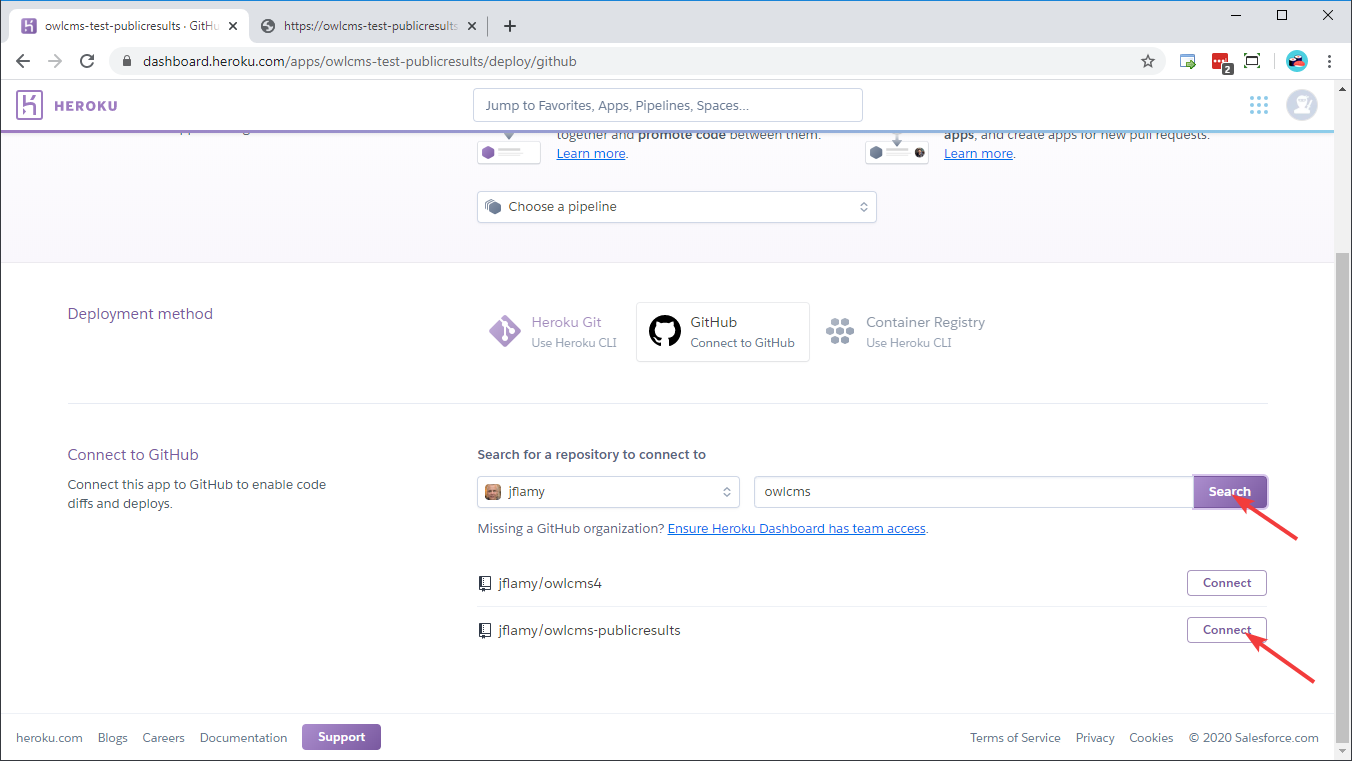 owlcms-test-publicresults · GitHu
https://owlcms-test-publicresults
dashboard.heroku.com/apps/owlcms-test-publicresults/deploy/github
2
HEROKU
Jump to Favorites, Apps, Pipelines, Spaces...
together and promote code between them.
Learn more.
apps, and create apps for new pull requests.
Learn more.
Choose a pipeline
Deployment method
Heroku Git
Use Heroku CLI
GitHub
Connect to GitHub
Container Registry
Use Heroku CLI
Connect to GitHub
Connect this app to GitHub to enable code
diffs and deploys.
Search for a repository to connect to
jflamy
owlcms
Search
Missing a GitHub organization? Ensure Heroku Dashboard has team access.
jflamy/owlcms4
Connect
jflamy/owlcms-publicresults
Connect
heroku.com Blogs Careers Documentation Support
Terms of Service Privacy Cookies © 2020 Salesforce.com